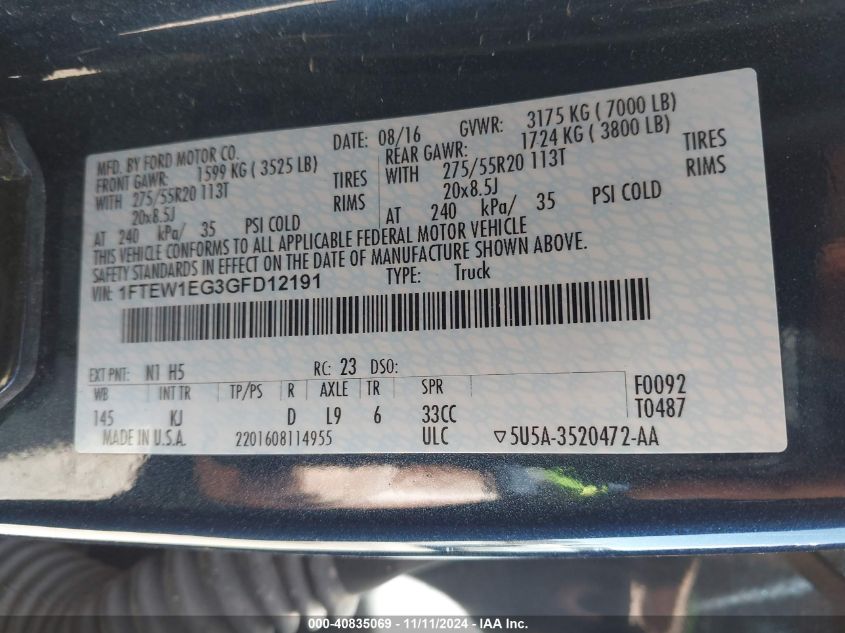 MFD. BY FORD MOTOR CO. DATE: 08/16 GVWR: 3175 KG ( 7000 LB)
FRONT GAWR: 1599 KG ( 3525 LB) REAR GAWR: 1724 KG ( 3800 LB)
WITH 275/55R20 113T TIRES WITH 275/55R20 113T TIRES
20x8.5J RIMS 20x8.5J RIMS
AT 240 kPa/ 35 PSI COLD AT 240 kPa/ 35 PSI COLD
THIS VEHICLE CONFORMS TO ALL APPLICABLE FEDERAL MOTOR VEHICLE
SAFETY STANDARDS IN EFFECT ON THE DATE OF MANUFACTURE SHOWN ABOVE.
VIN: 1FTEW1EG3GFD12191 TYPE: Truck
EXT PNT: N1 H5 RC: 23 DSO:
WB INT TR TP/PS R AXLE TR SPR F0092
145 KJ D L9 6 33CC T0487
MADE IN U.S.A. 2201608114955 ULC ▽5U5A-3520472-AA
000-40835069 - 11/11/2024 - IAA Inc.